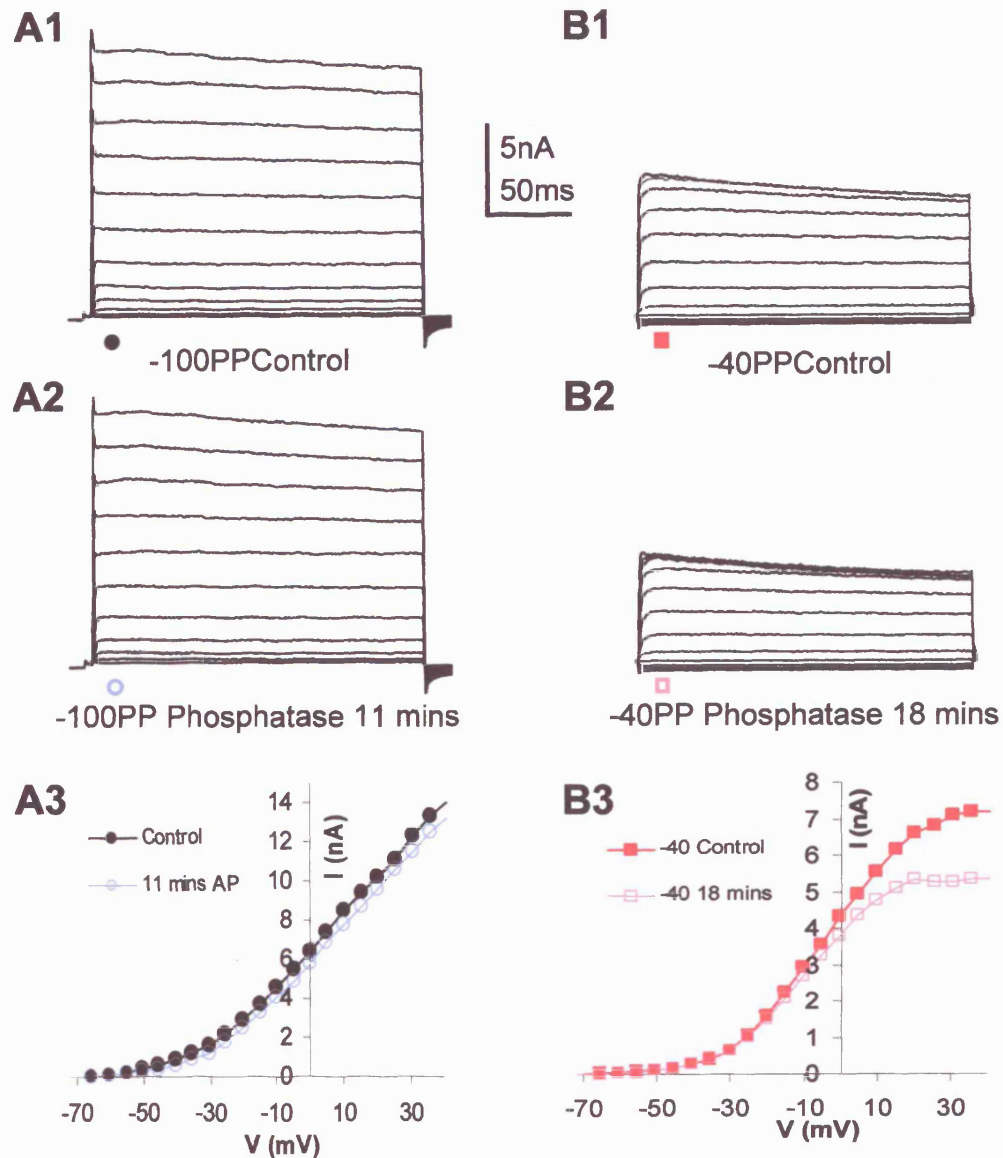 A1
B1
5nA
50ms
-100PPControl
-40PPControl
A2
B2
-100PP Phosphatase 11 mins
-40PP Phosphatase 18 mins
A3
Control
11 mins AP
I (nA)
14
12
10
8
6
4
2
0
-70 -50 -30 -10 10 30
V (mV)
B3
-40 Control
-40 18 mins
I (nA)
8
7
6
5
4
3
2
1
0
-70 -50 -30 -10 10 30
V (mV)